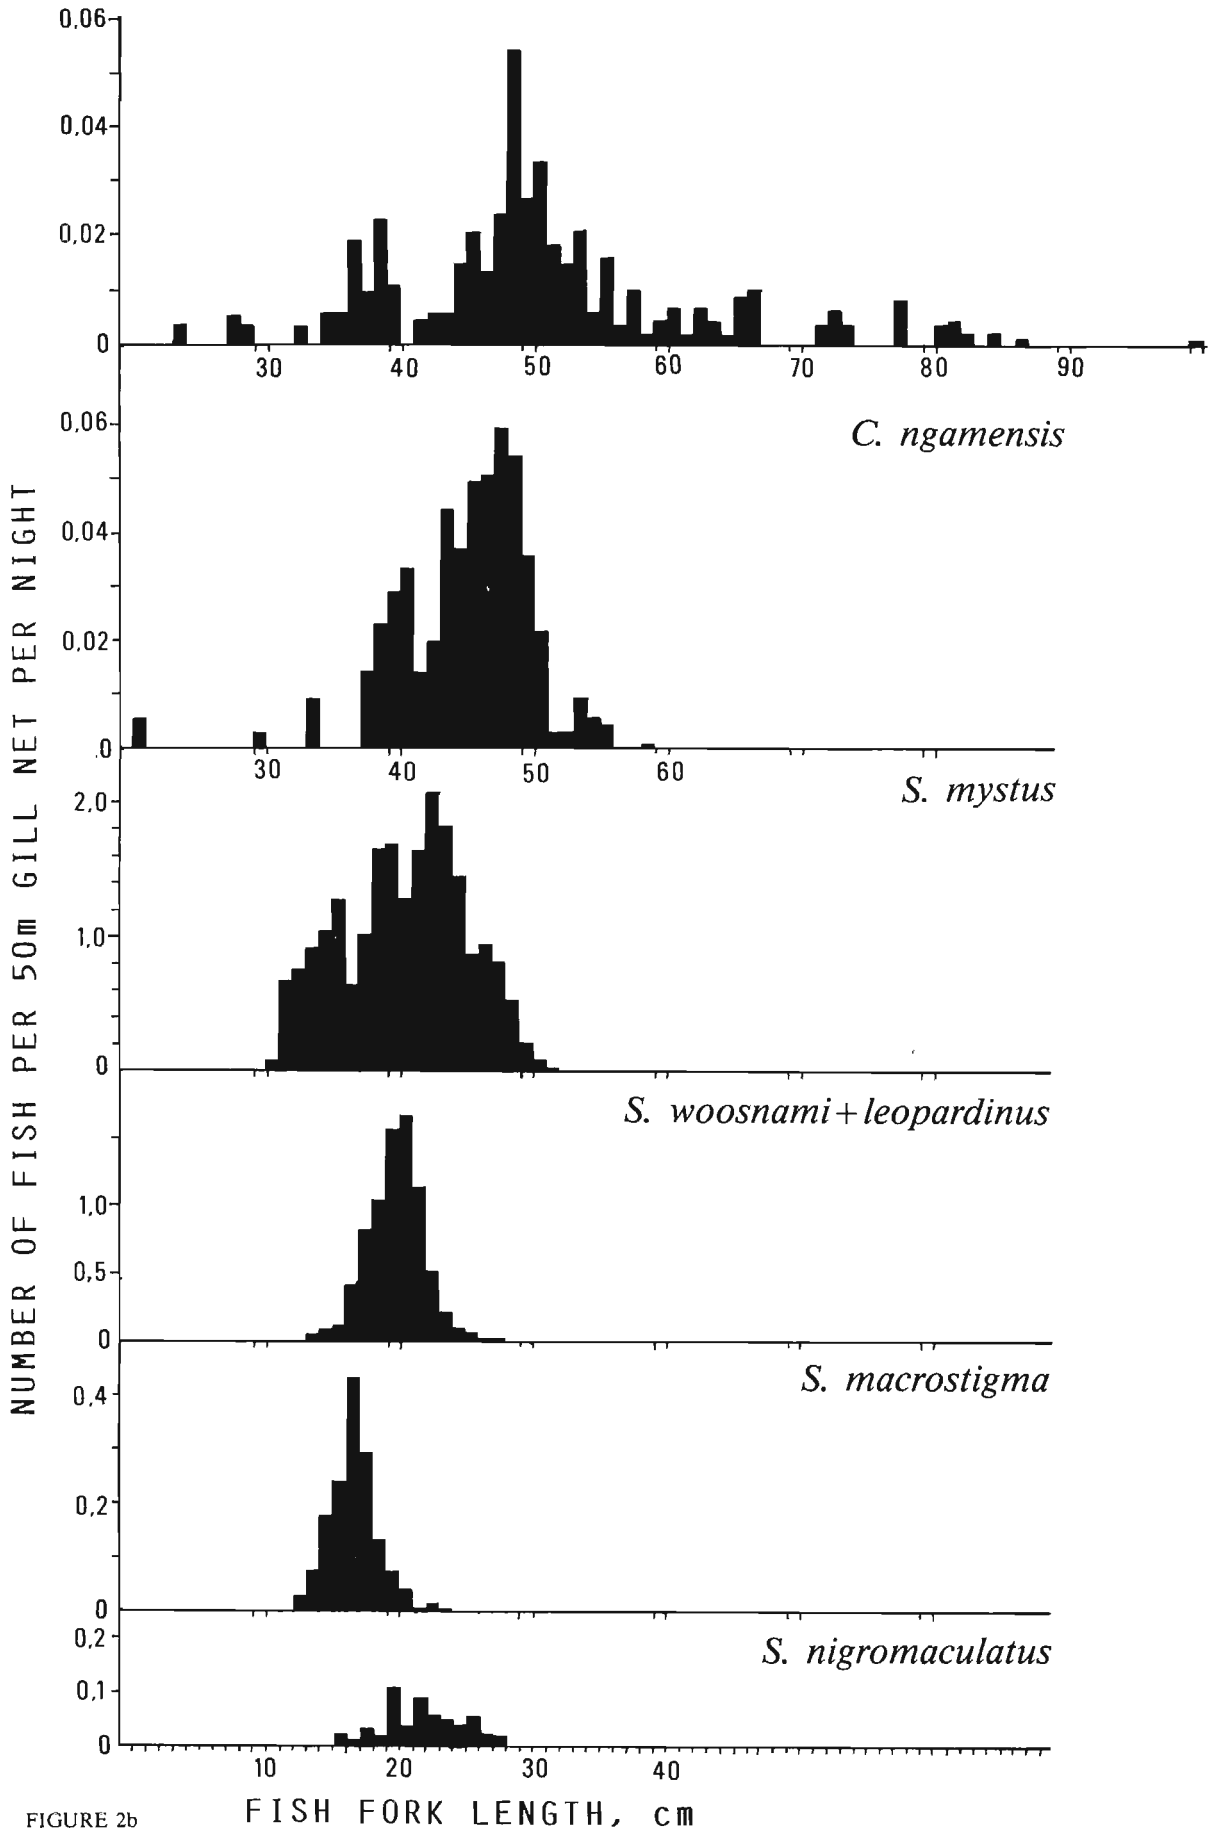 0,06
0,04
0,02
0
30 40 50 60 70 80 90
C. ngamensis
0,06
0,04
0,02
0
30 40 50 60
S. mystus
2,0
1,0
0
S. woosnami + leopardinus
1,0
0,5
0
S. macrostigma
0,4
0,2
0
S. nigromaculatus
0,2
0,1
0
10 20 30 40
NUMBER OF FISH PER 50m GILL NET PER NIGHT
FISH FORK LENGTH, cm
FIGURE 2b